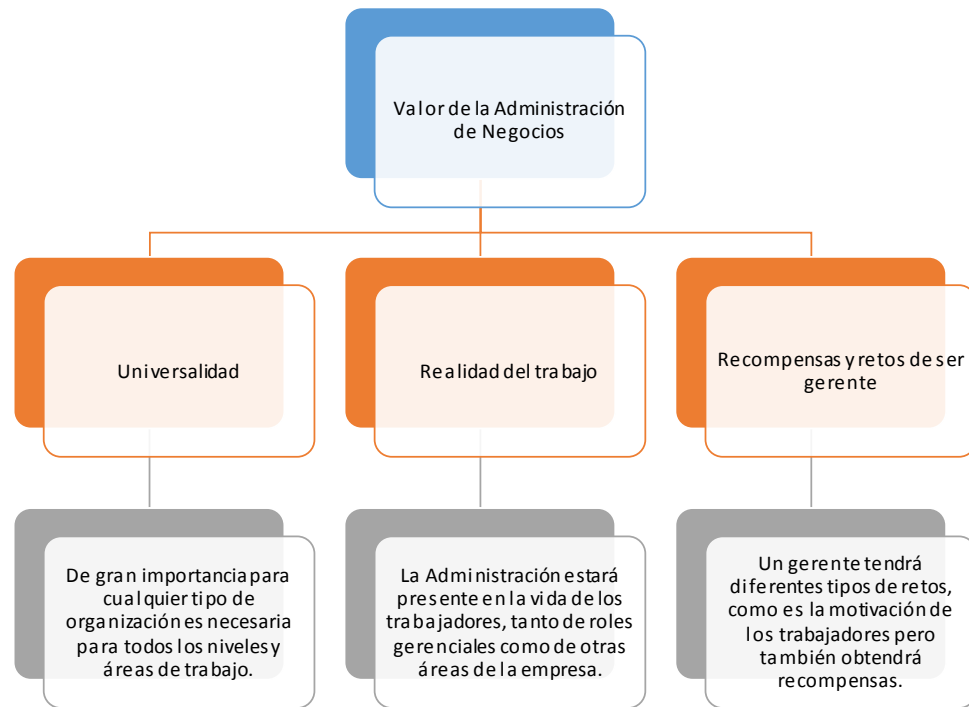 Valor de la Administración
de Negocios
Universalidad
Realidad del trabajo
Recompensas y retos de ser
gerente
De gran importancia para
cualquier tipo de
organización es necesaria
para todos los niveles y
áreas de trabajo.
La Administración estará
presente en la vida de los
trabajadores, tanto de roles
gerenciales como de otras
áreas de la empresa.
Un gerente tendrá
diferentes tipos de retos,
como es la motivación de
los trabajadores pero
también obtendrá
recompensas.